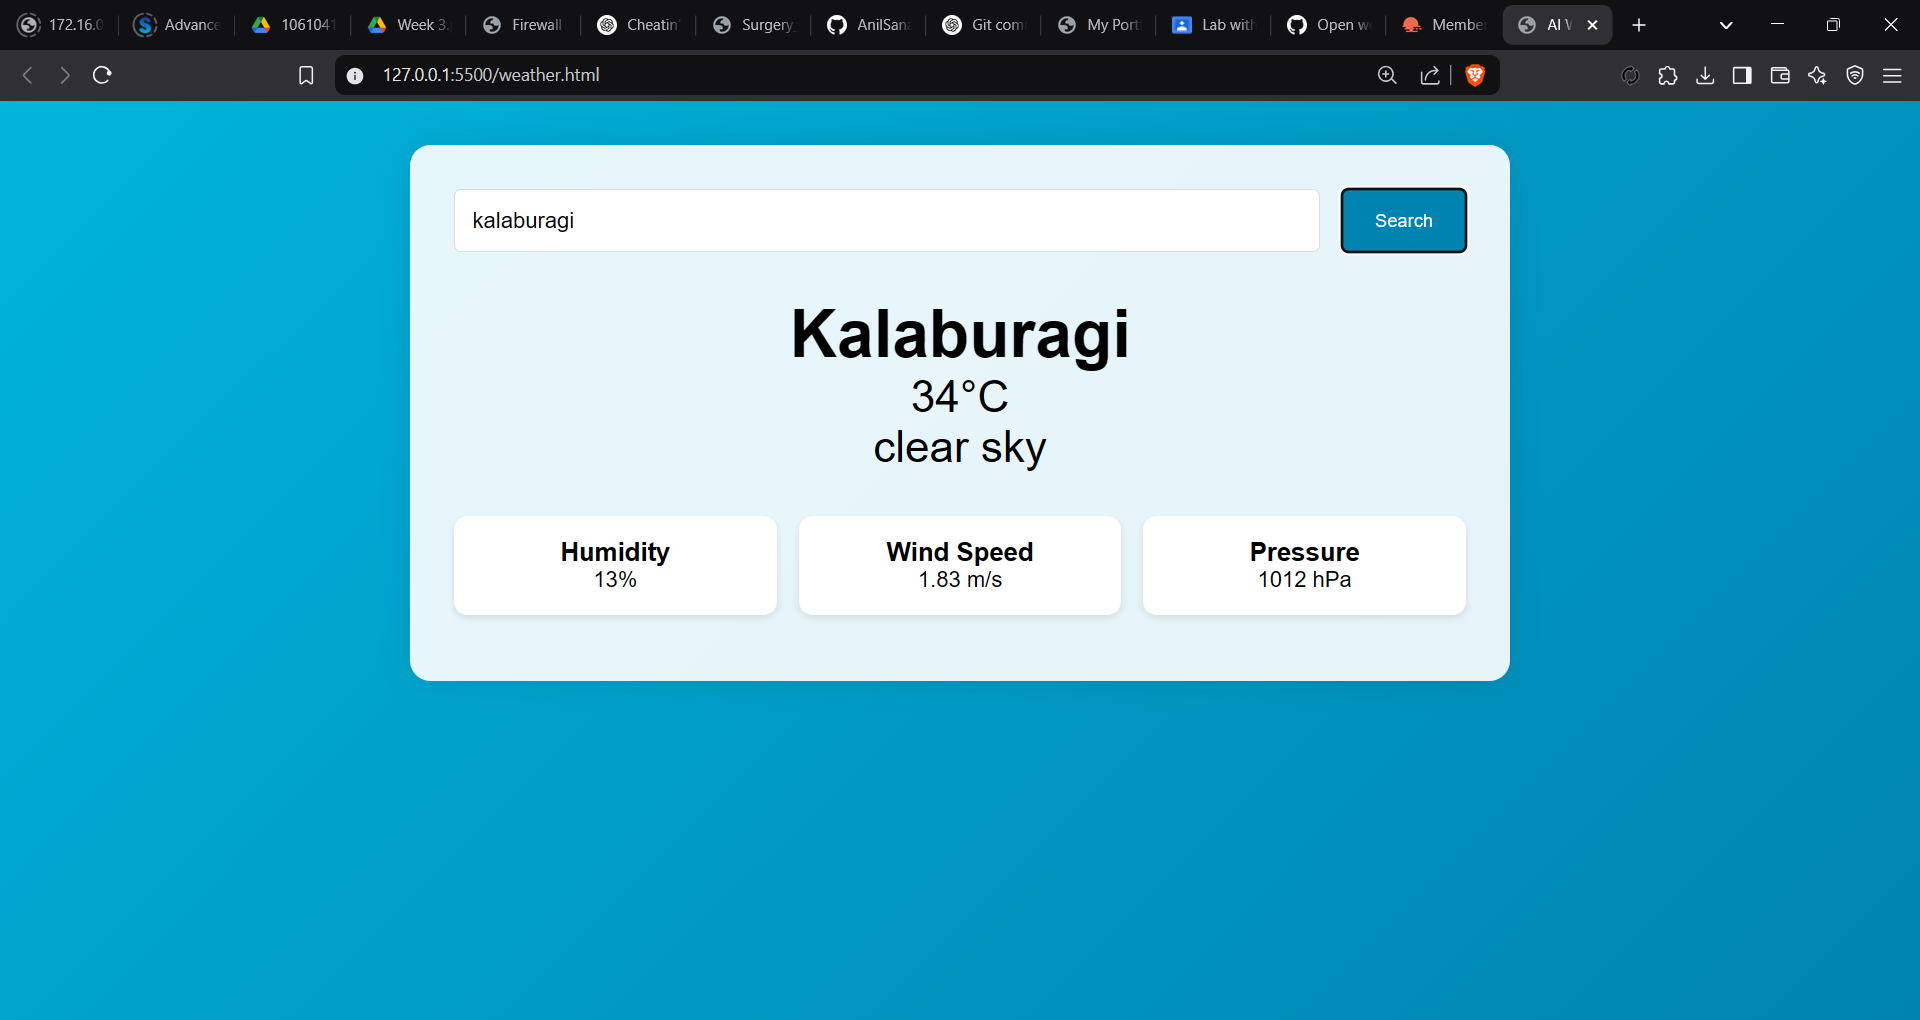 172.16.0
Advance
1061041
Week 3.
Firewall
Cheatin
Surgery
AnilSana
Git com
My Port
Lab with
Open w
Member
AI
127.0.0.1:5500/weather.html
kalaburagi
Search
Kalaburagi
34°C
clear sky
Humidity
13%
Wind Speed
1.83 m/s
Pressure
1012 hPa